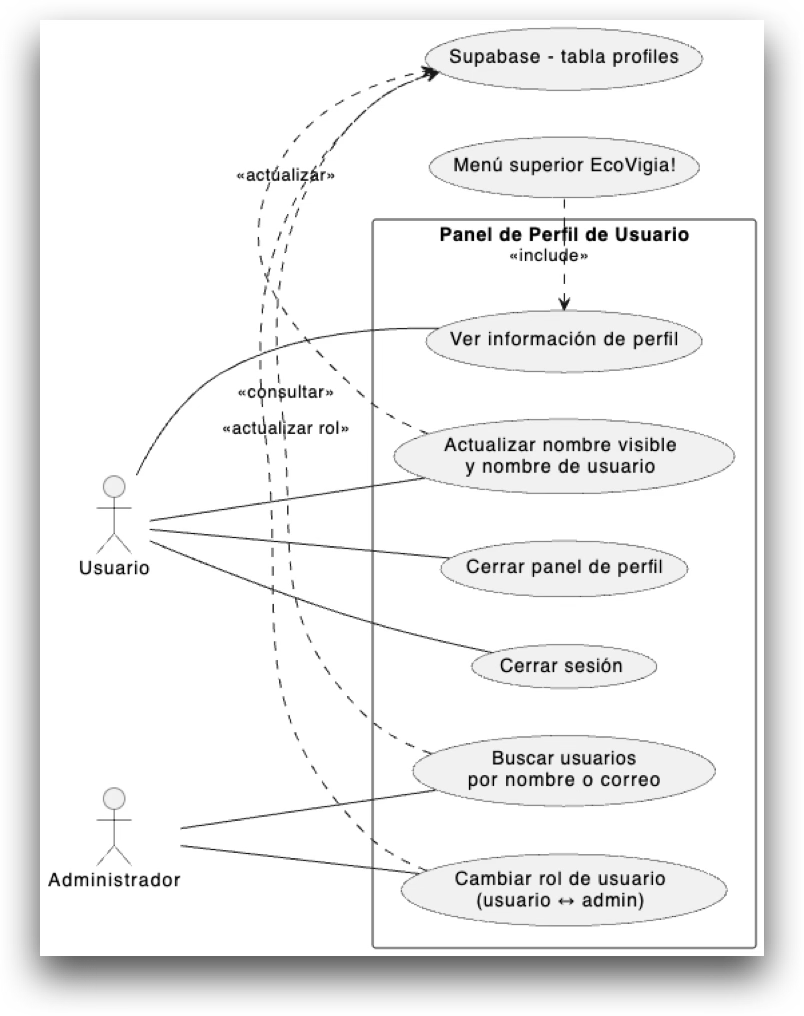 Supabase - tabla profiles
Menú superior EcoVigia!
«actualizar»
Panel de Perfil de Usuario
«include»
Ver información de perfil
«consultar»
«actualizar rol»
Actualizar nombre visible
y nombre de usuario
Usuario
Cerrar panel de perfil
Cerrar sesión
Buscar usuarios
por nombre o correo
Administrador
Cambiar rol de usuario
(usuario ↔ admin)